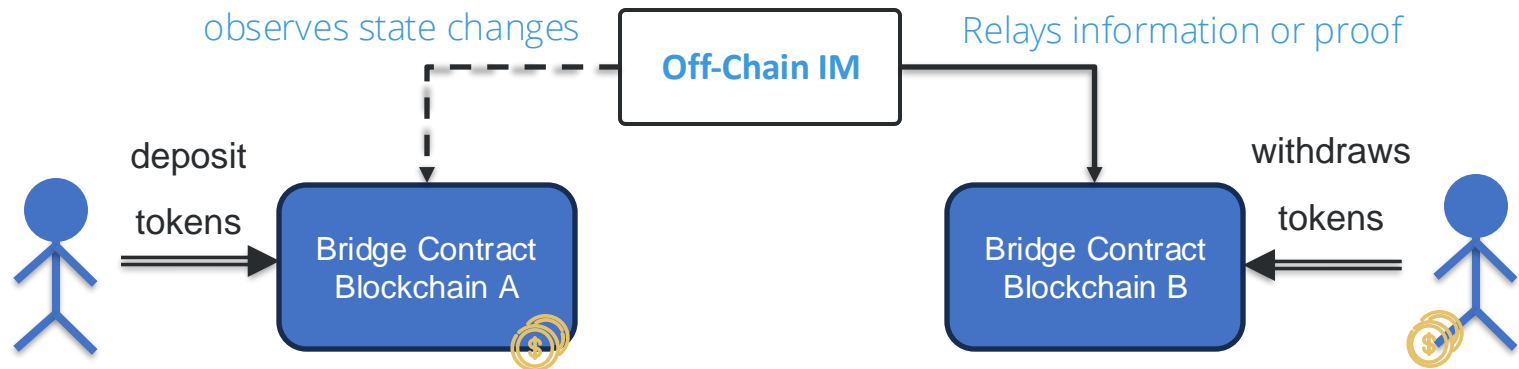 observes state changes
Off-Chain IM
Relays information or proof
deposit
tokens
Bridge Contract
Blockchain A
$
Bridge Contract
Blockchain B
withdraws
tokens
$